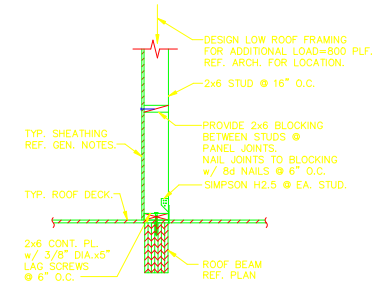 DESIGN LOW ROOF FRAMING
FOR ADDITIONAL LOAD=800 PLF.
REF. ARCH. FOR LOCATION.
2x6 STUD @ 16" O.C.
PROVIDE 2x6 BLOCKING
BETWEEN STUDS @
PANEL JOINTS.
NAIL JOINTS TO BLOCKING
w/ 8d NAILS @ 6" O.C.
SIMPSON H2.5 @ EA. STUD.
TYP. SHEATHING
REF. GEN. NOTES.
TYP. ROOF DECK.
2x6 CONT. PL.
w/ 3/8" DIA.x5"
LAG SCREWS
@ 8" O.C.
ROOF BEAM
REF. PLAN